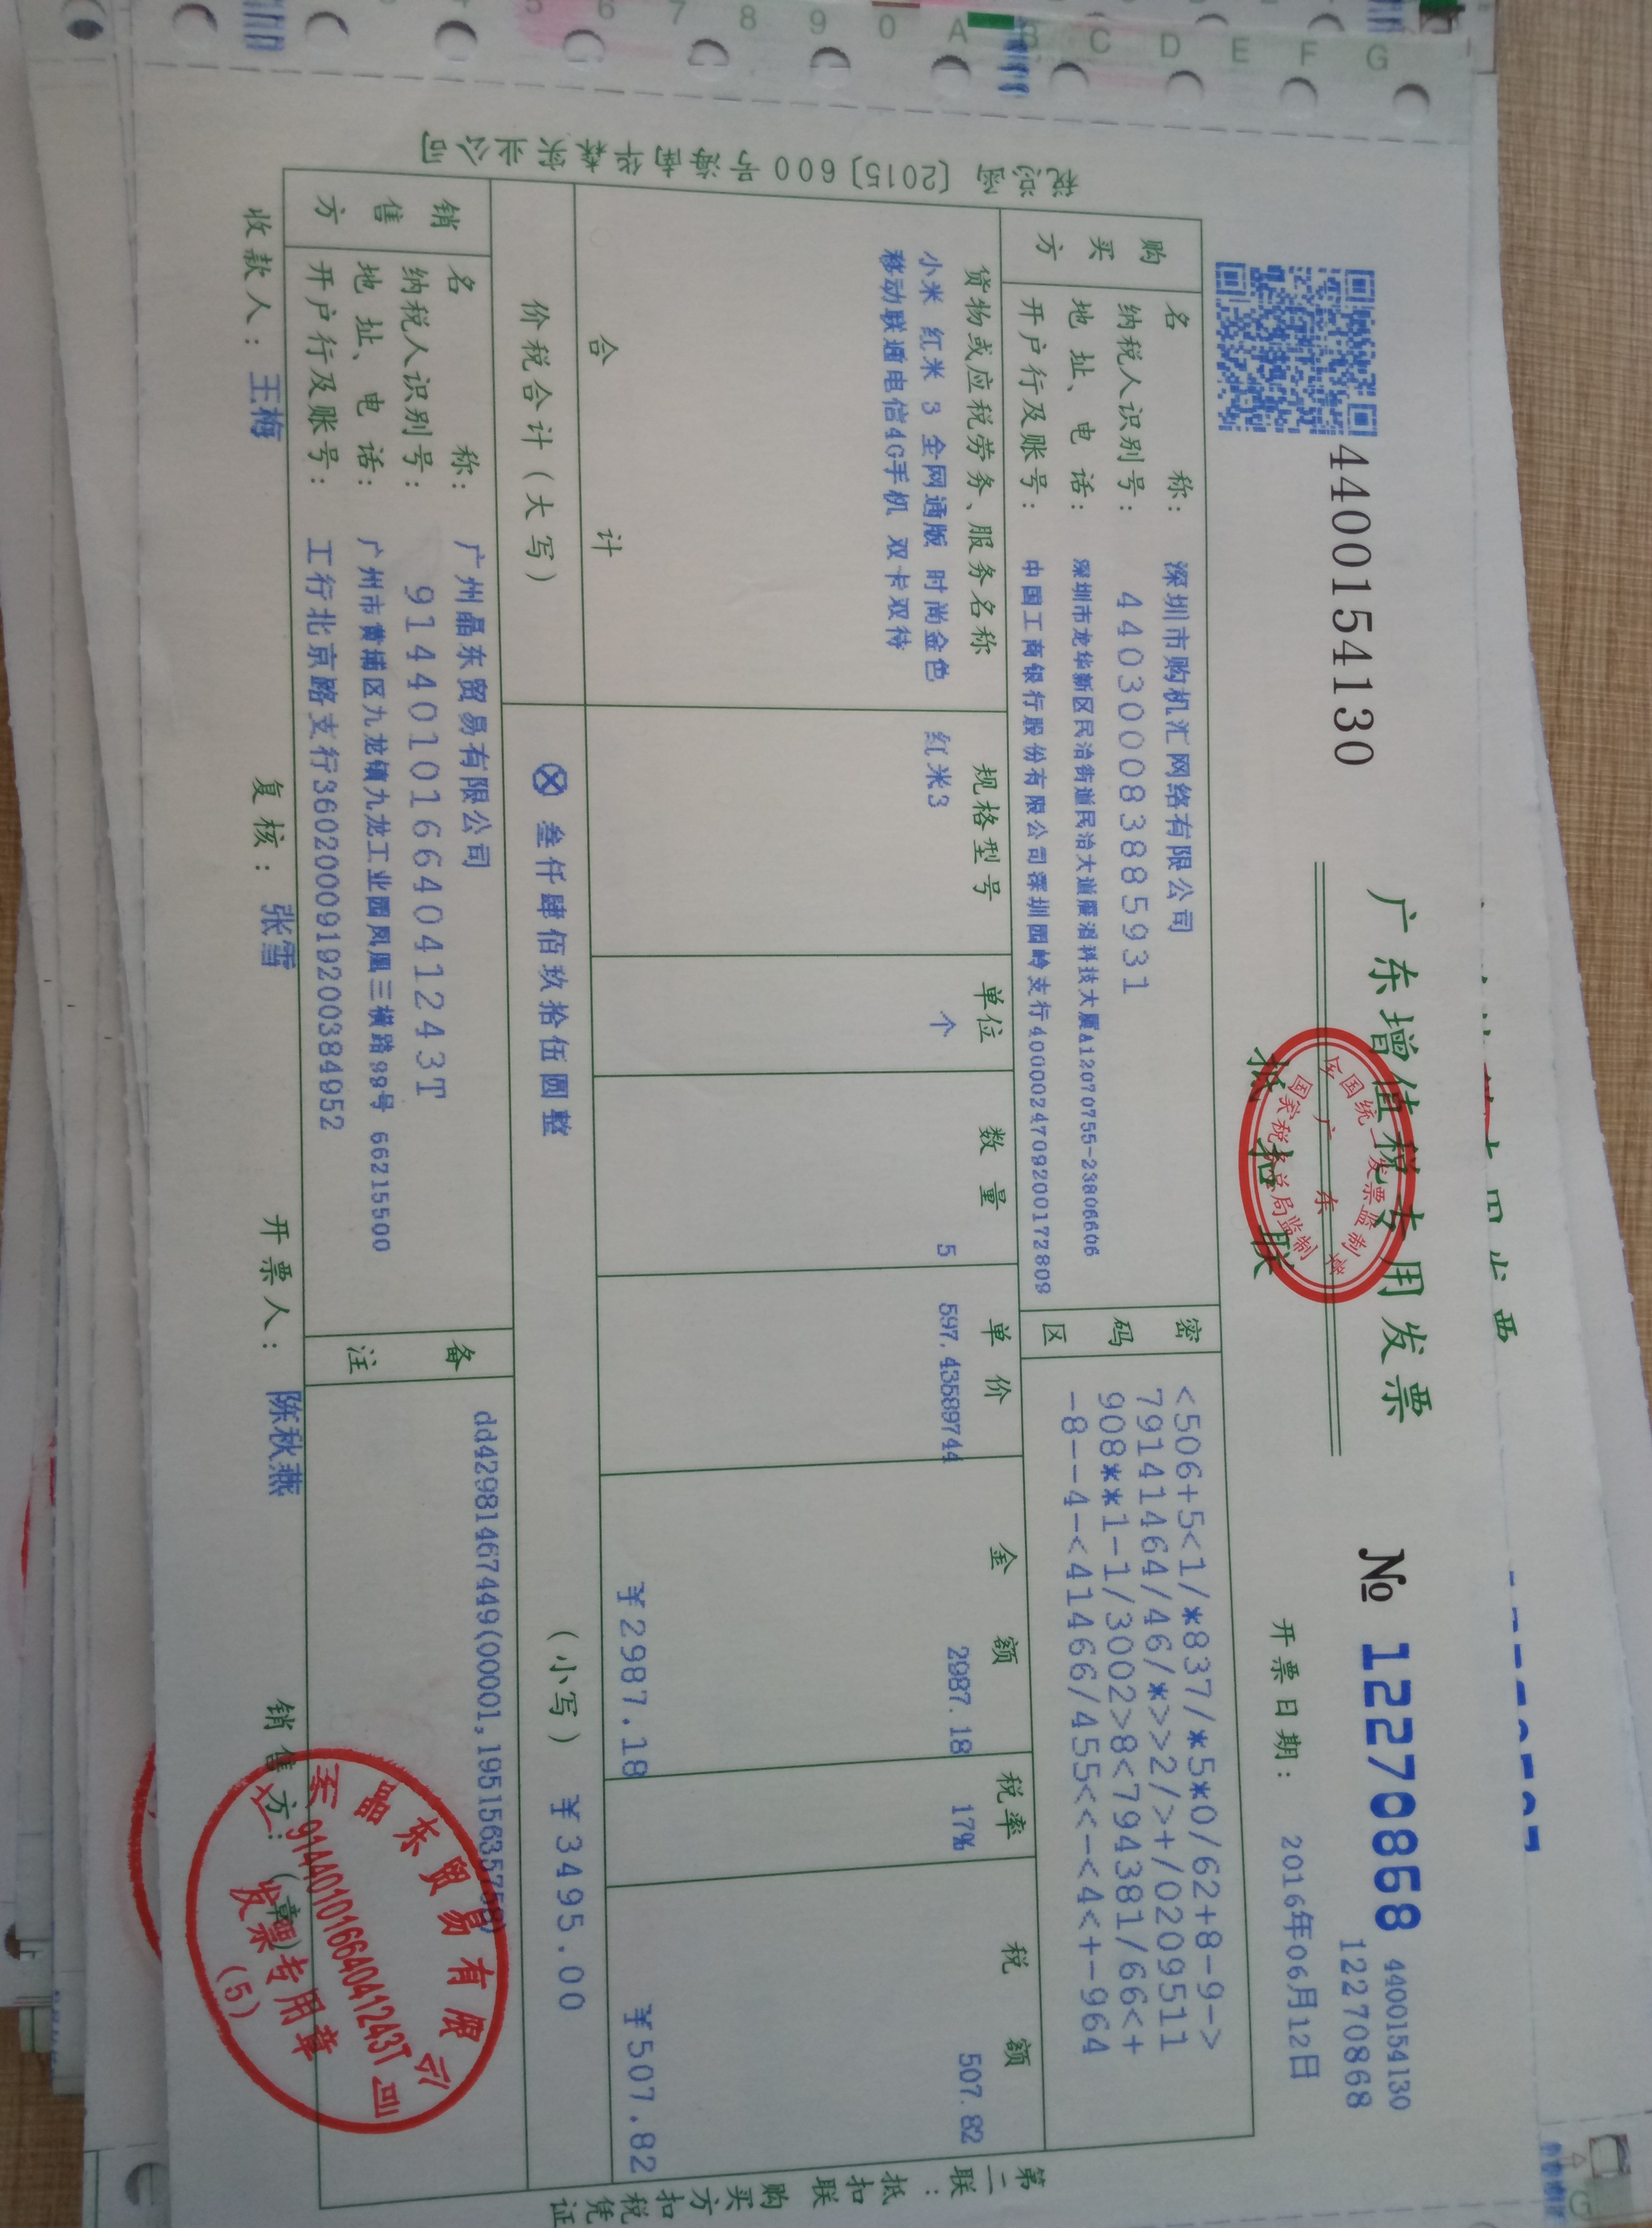 4400154130
广东增值税专用发票
抵扣联
№ 12270868
4400154130
12270868
开票日期: 2016年06月12日
全国统一发票监制章
广东
国家税务总局监制
购买方
名称: 深圳市购机汇网络有限公司
纳税人识别号: 440300083885931
地址、电话: 深圳市龙华新区民治街道民治大道展滔科技大厦A12070755-23806606
开户行及账号: 中国工商银行股份有限公司深圳园岭支行4000024709200172809
密码区
<506+5<1/*837/*5*0/62+8-9->
79141464/46/*>>2/>+/0209511
908**1-1/3002>8<794381/66<+
-8--4-<41466/455<<-<4<+-964
货物或应税劳务、服务名称 规格型号 单位 数量 单价 金额 税率 税额
小米 红米 3 全网通版 时尚金色 红米3 个 5 597.43589744 2987.18 17% 507.82
移动联通电信4G手机 双卡双待
合计 ¥2987.18 ¥507.82
价税合计(大写) ⊗ 叁仟肆佰玖拾伍圆整 (小写) ¥3495.00
销售方
名称: 广州晶东贸易有限公司
纳税人识别号: 91440101664041243T
地址、电话: 广州市黄埔区九龙镇九龙工业园凤凰三横路99号 66215500
开户行及账号: 工行北京路支行3602000919200384952
备注
dd42981467449(00001,19515635758)
收款人: 王梅 复核: 张雪 开票人: 陈秋燕 销售方: (章)
晶东贸易有限公司
91440101664041243T
发票专用章
(5)
第二联: 抵扣联 购买方扣税凭证
[2015] 600号海南华森实业公司
7 8 9 0 A B C D E F G